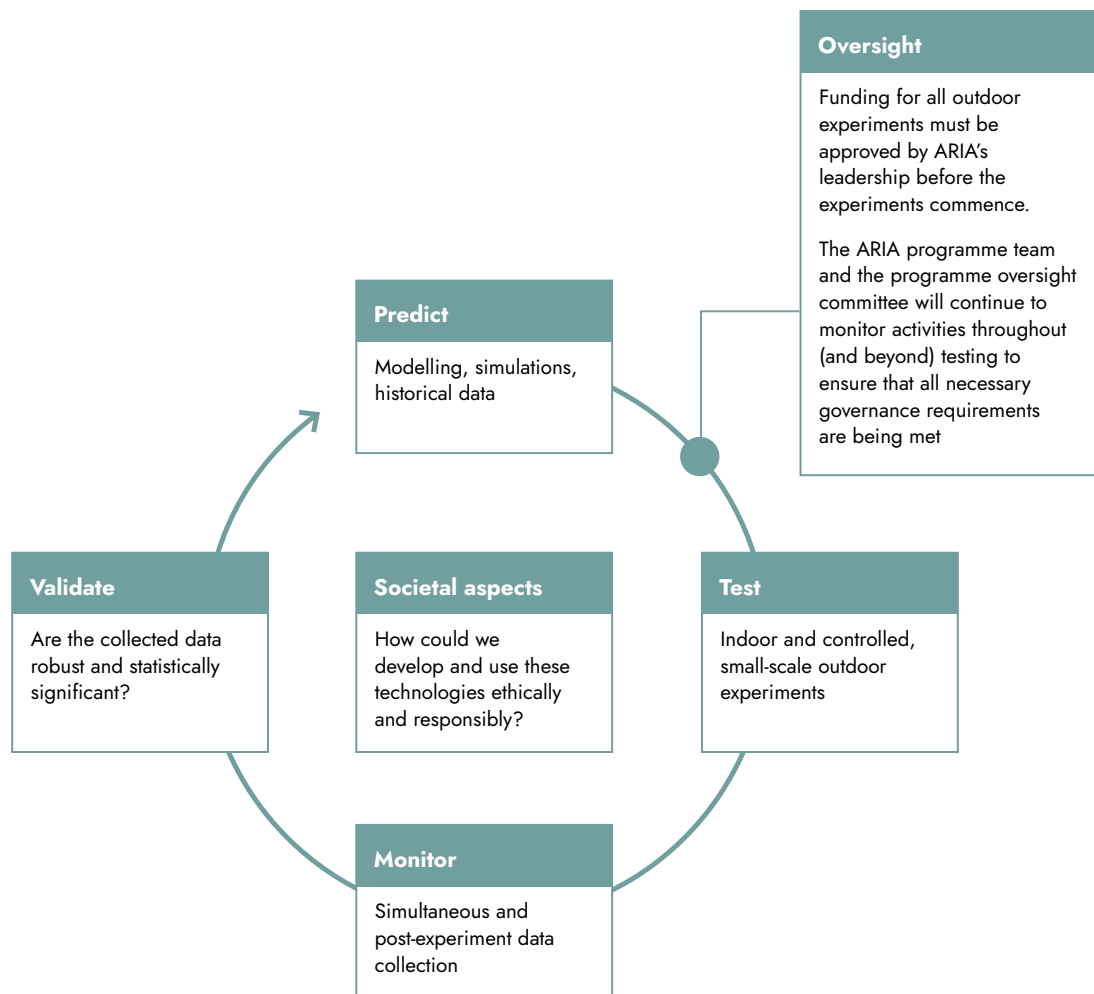 Oversight
Funding for all outdoor
experiments must be
approved by ARIA’s
leadership before the
experiments commence.
The ARIA programme team
and the programme oversight
committee will continue to
monitor activities throughout
(and beyond) testing to
ensure that all necessary
governance requirements
are being met
Predict
Modelling, simulations,
historical data
Validate
Are the collected data
robust and statistically
significant?
Societal aspects
How could we
develop and use these
technologies ethically
and responsibly?
Test
Indoor and controlled,
small-scale outdoor
experiments
Monitor
Simultaneous and
post-experiment data
collection